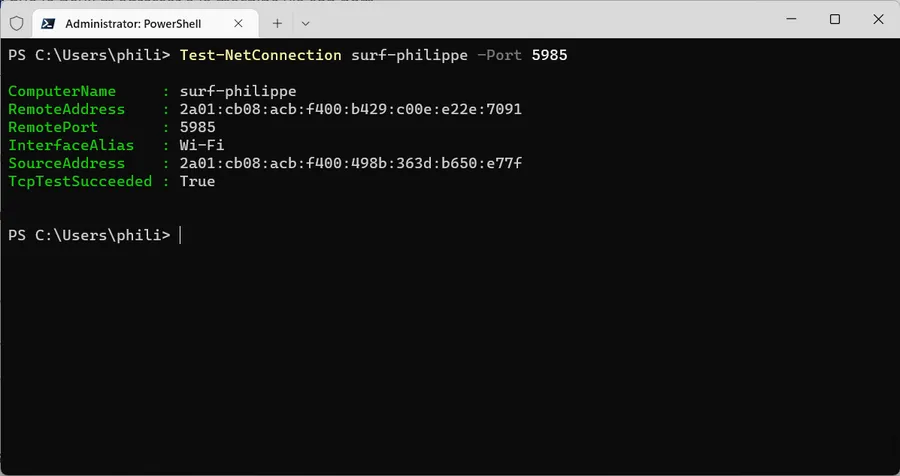 Administrator: PowerShell
PS C:\Users\phili> Test-NetConnection surf-philippe -Port 5985
ComputerName     : surf-philippe
RemoteAddress    : 2a01:cb08:acb:f400:b429:c00e:e22e:7091
RemotePort       : 5985
InterfaceAlias   : Wi-Fi
SourceAddress    : 2a01:cb08:acb:f400:498b:363d:b650:e77f
TcpTestSucceeded : True
PS C:\Users\phili>